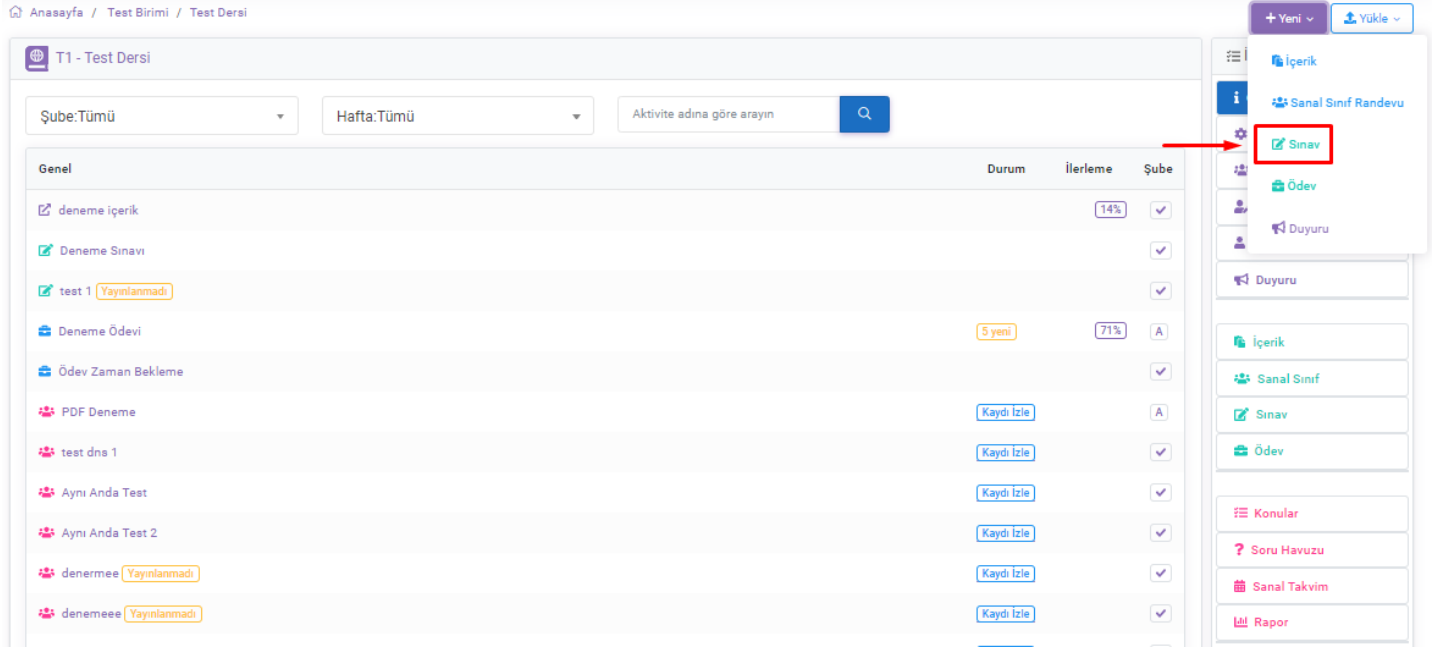 Anasayfa / Test Birimi / Test Dersi
+ Yeni
Yükle
T1 - Test Dersi
Şube:Tümü
Hafta:Tümü
Aktivite adına göre arayın
Genel Durum İlerleme Şube
deneme içerik 14%
Deneme Sınavı
test 1 Yayınlanmadı
Deneme Ödevi 5 yeni 71% A
Ödev Zaman Bekleme
PDF Deneme Kaydı İzle A
test dns 1 Kaydı İzle
Aynı Anda Test Kaydı İzle
Aynı Anda Test 2 Kaydı İzle
denermee Yayınlanmadı Kaydı İzle
denemeee Yayınlanmadı Kaydı İzle
İçerik
Sanal Sınıf Randevu
Sınav
Ödev
Duyuru
Duyuru
İçerik
Sanal Sınıf
Sınav
Ödev
Konular
Soru Havuzu
Sanal Takvim
Rapor